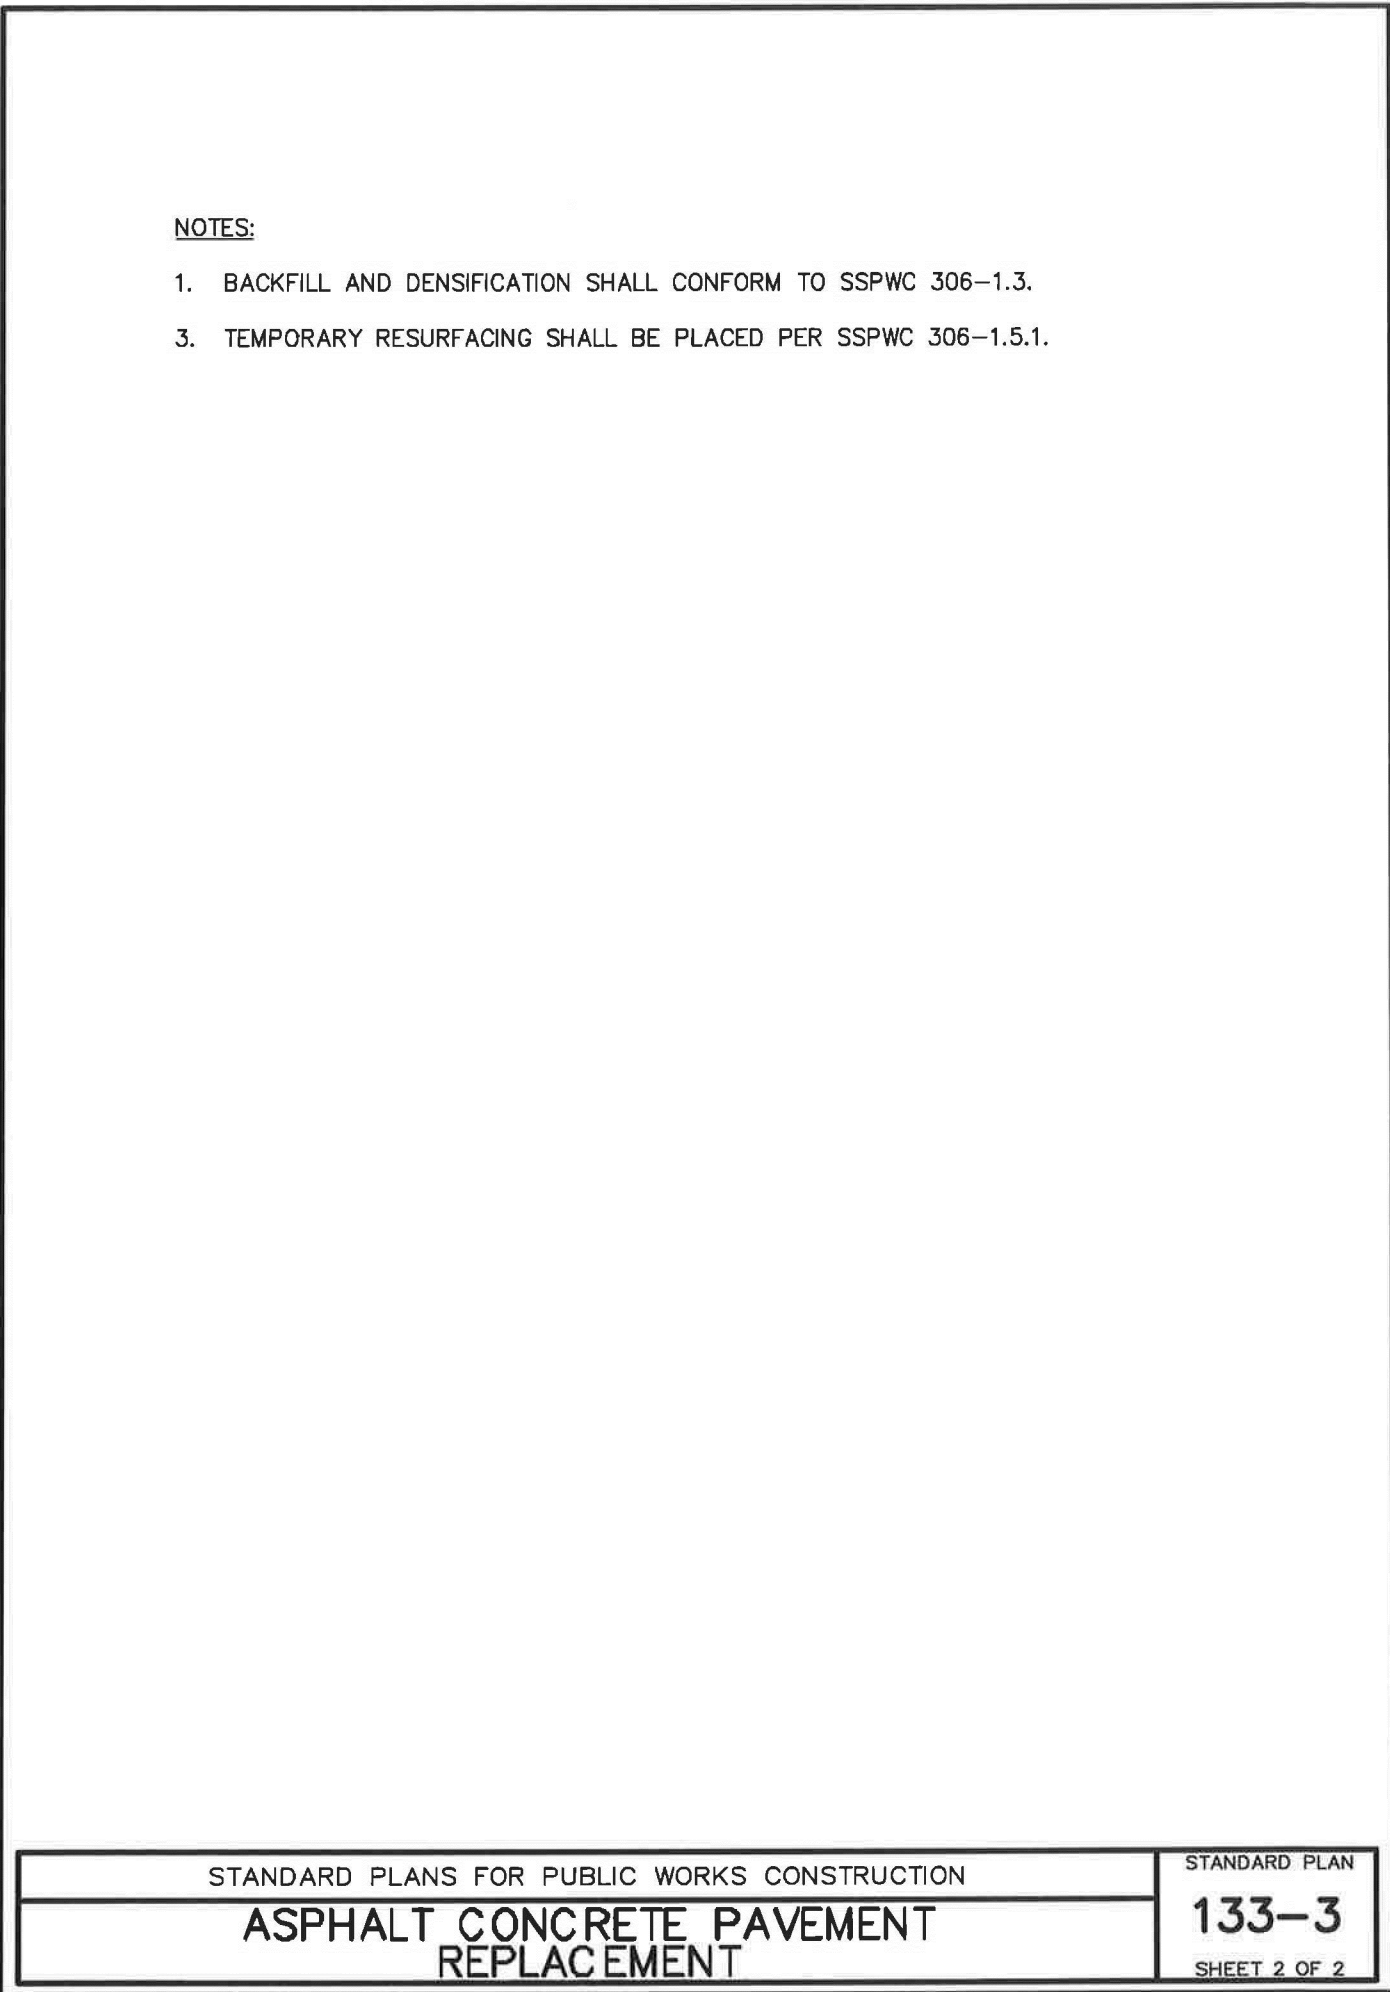 NOTES:
1. BACKFILL AND DENSIFICATION SHALL CONFORM TO SSPWC 306-1.3.
3. TEMPORARY RESURFACING SHALL BE PLACED PER SSPWC 306-1.5.1.
STANDARD PLANS FOR PUBLIC WORKS CONSTRUCTION
ASPHALT CONCRETE PAVEMENT
REPLACEMENT
STANDARD PLAN
133-3
SHEET 2 OF 2